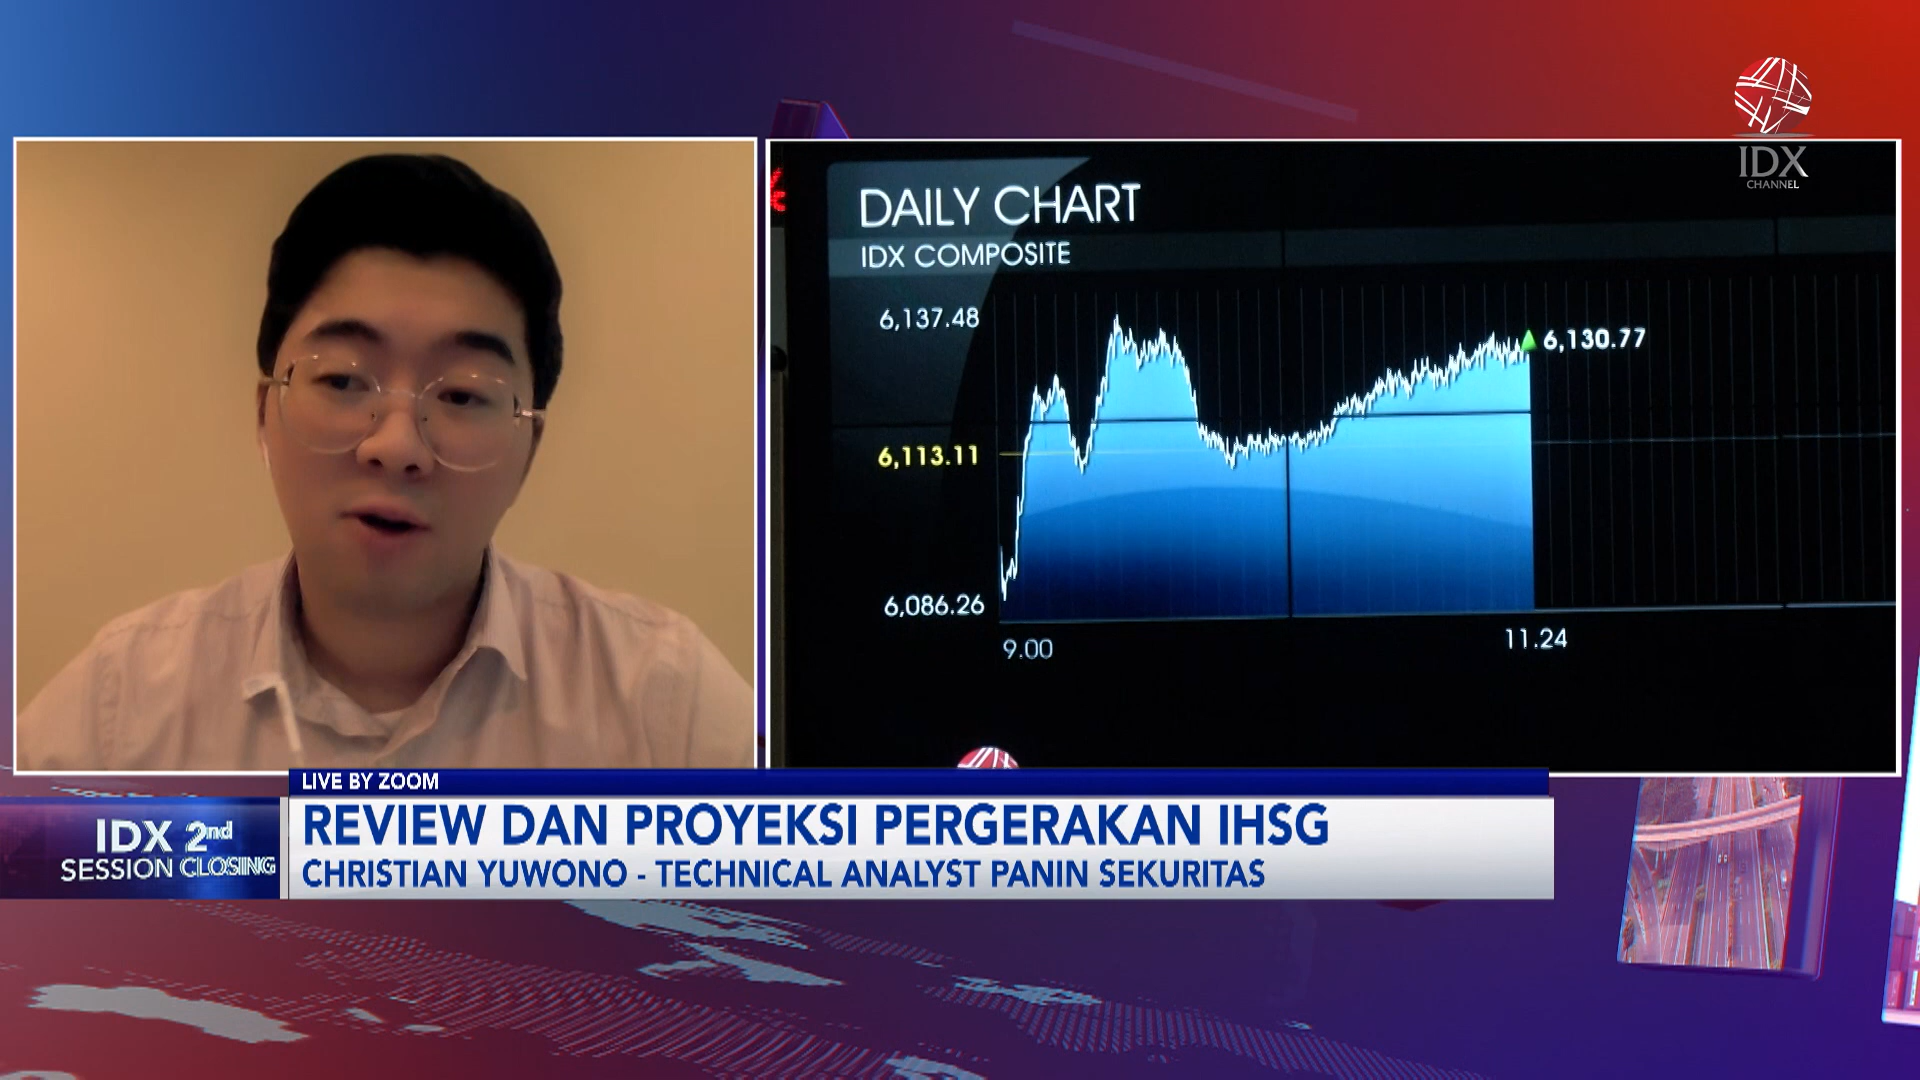 IDX
CHANNEL
DAILY CHART
IDX COMPOSITE
6,137.48
6,130.77
6,113.11
6,086.26
9.00
11.24
LIVE BY ZOOM
IDX 2nd
SESSION CLOSING
REVIEW DAN PROYEKSI PERGERAKAN IHSG
CHRISTIAN YUWONO - TECHNICAL ANALYST PANIN SEKURITAS